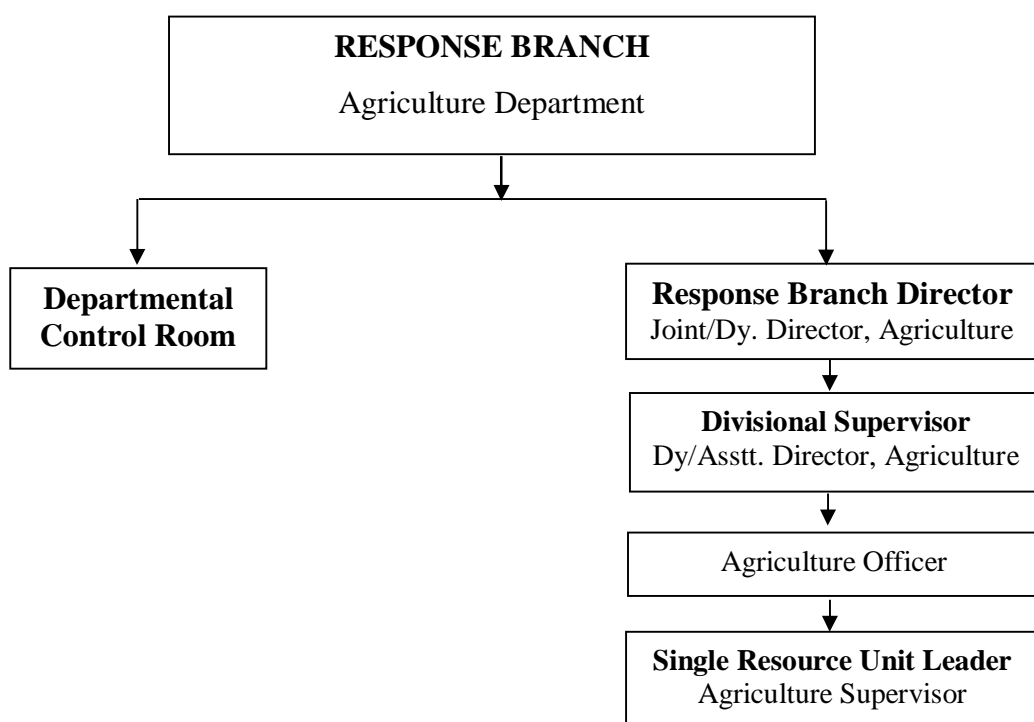 RESPONSE BRANCH
Agriculture Department
Departmental
Control Room
Response Branch Director
Joint/Dy. Director, Agriculture
Divisional Supervisor
Dy/Asstt. Director, Agriculture
Agriculture Officer
Single Resource Unit Leader
Agriculture Supervisor